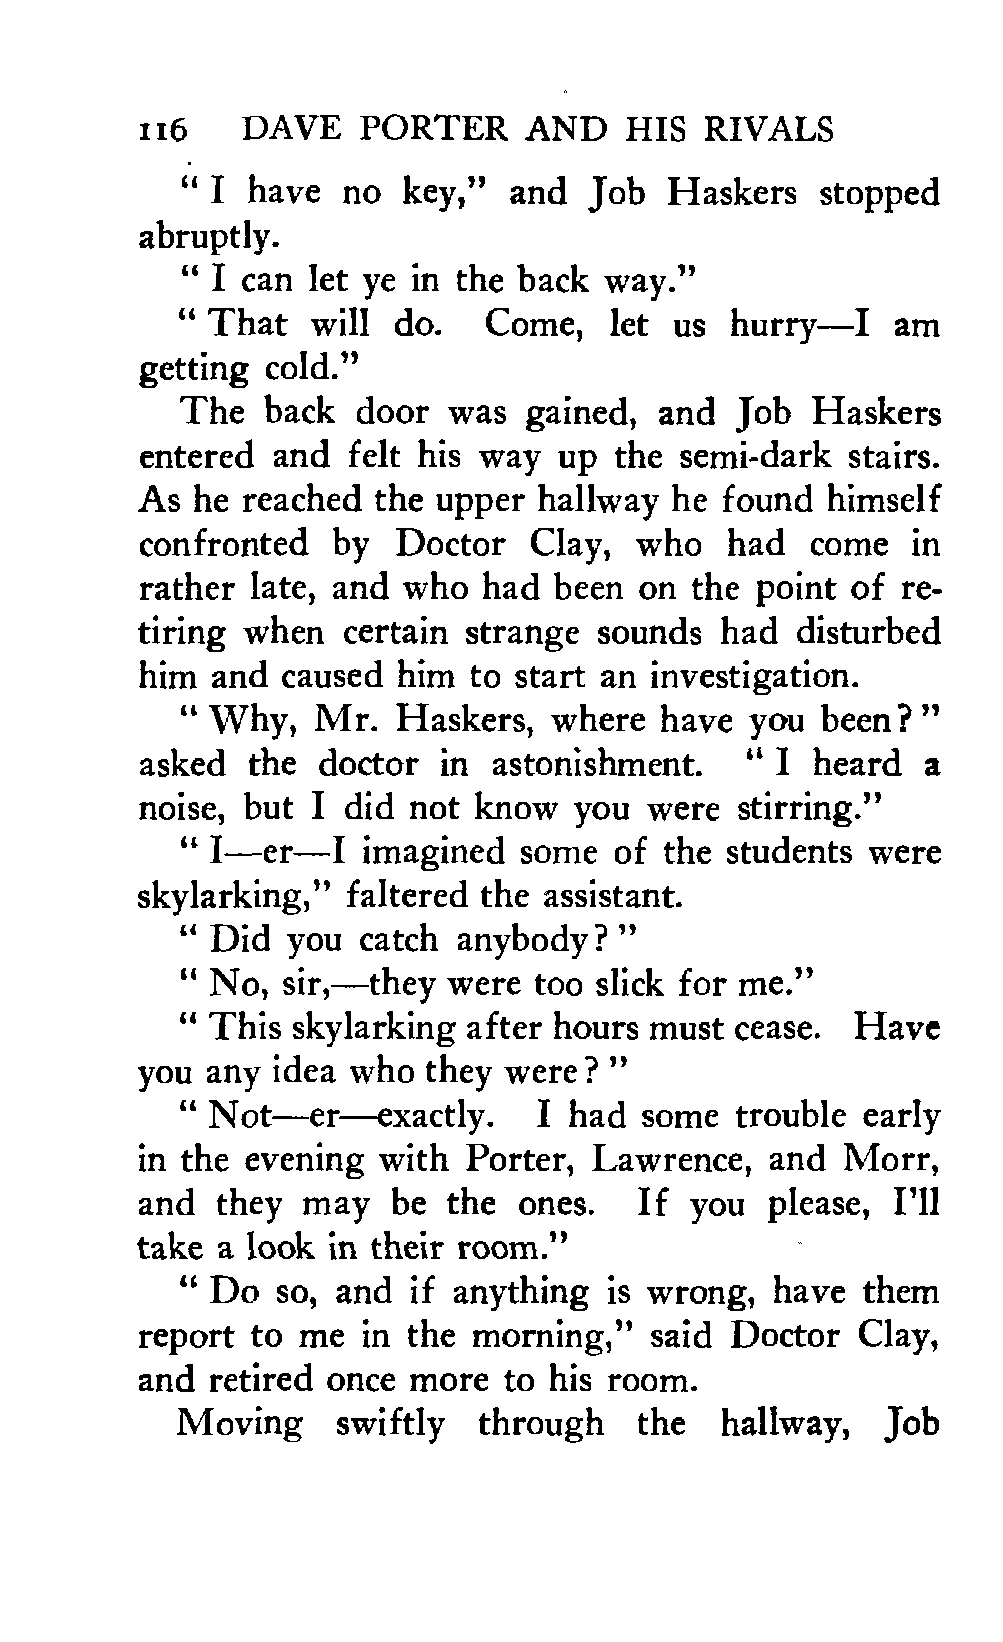 116 DAVE PORTER AND HIS RIVALS
" I have no key," and Job Haskers stopped
abruptly.
" I can let ye in the back way."
" That will do. Come, let us hurry—I am
getting cold."
The back door was gained, and Job Haskers
entered and felt his way up the semi-dark stairs.
As he reached the upper hallway he found himself
confronted by Doctor Clay, who had come in
rather late, and who had been on the point of re-
tiring when certain strange sounds had disturbed
him and caused him to start an investigation.
" Why, Mr. Haskers, where have you been? "
asked the doctor in astonishment. " I heard a
noise, but I did not know you were stirring."
" I—er—I imagined some of the students were
skylarking," faltered the assistant.
" Did you catch anybody? "
" No, sir,—they were too slick for me."
" This skylarking after hours must cease. Have
you any idea who they were? "
" Not—er—exactly. I had some trouble early
in the evening with Porter, Lawrence, and Morr,
and they may be the ones. If you please, I'll
take a look in their room."
" Do so, and if anything is wrong, have them
report to me in the morning," said Doctor Clay,
and retired once more to his room.
Moving swiftly through the hallway, Job